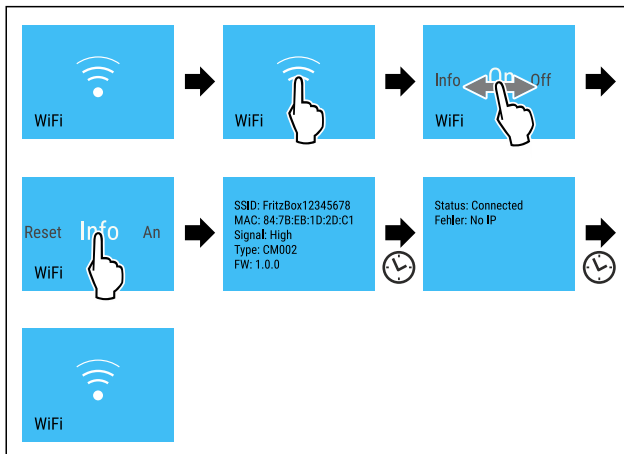 WiFi
WiFi
Info On Off
WiFi
Reset Info An
WiFi
SSID: FritzBox12345678
MAC: 84:7B:EB:1D:2D:C1
Signal: High
Type: CM002
FW: 1.0.0
Status: Connected
Fehler: No IP
WiFi